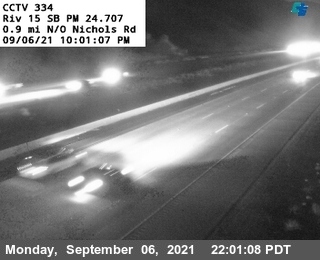 CCTV 334
Riv 15 SB PM 24.707
0.9 mi N/O Nichols Rd
09/06/21 10:01:07 PM
Monday, September 06, 2021 22:01:08 PDT